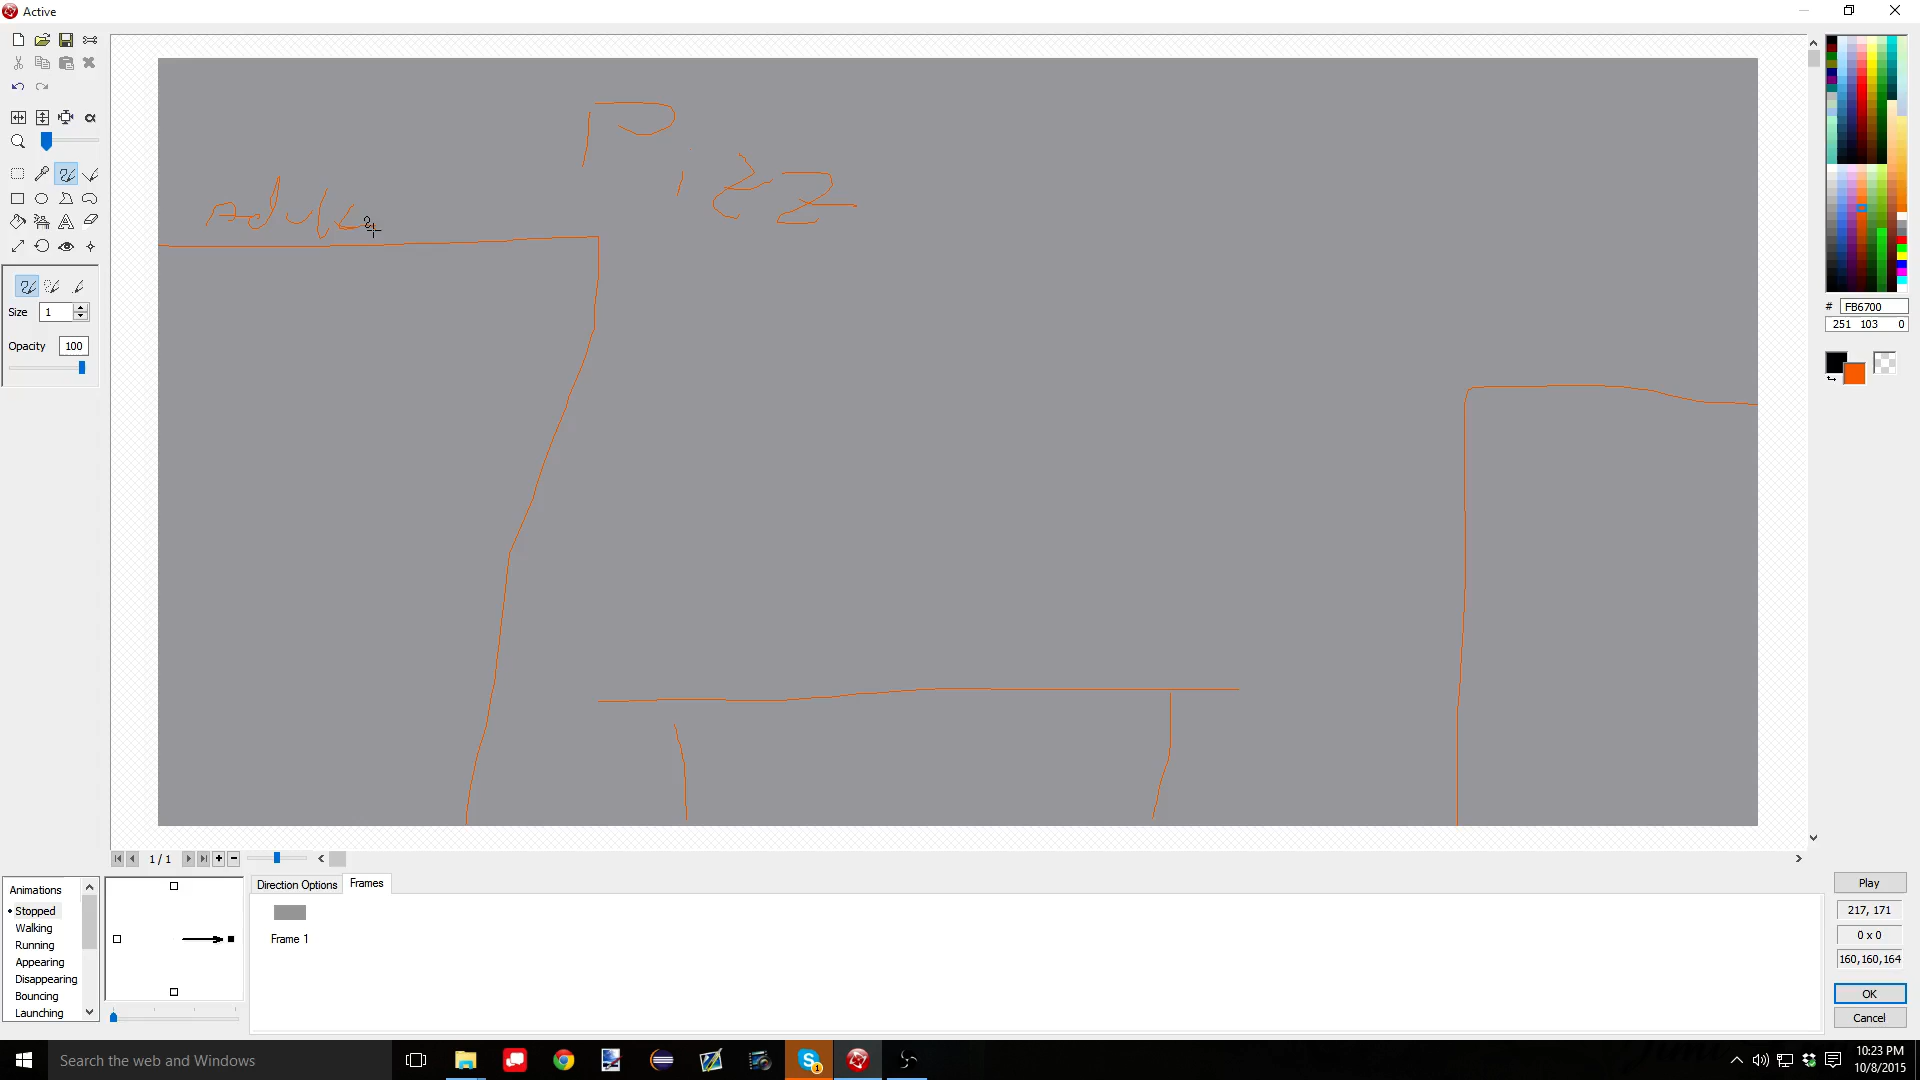 Active
Size 1
Opacity 100
# FB6700
251 103 0
1 / 1
Animations
Stopped
Walking
Running
Appearing
Disappearing
Bouncing
Launching
Direction Options Frames
Frame 1
Play
217, 171
0 x 0
160,160,164
OK
Cancel
Search the web and Windows
10:23 PM
10/8/2015